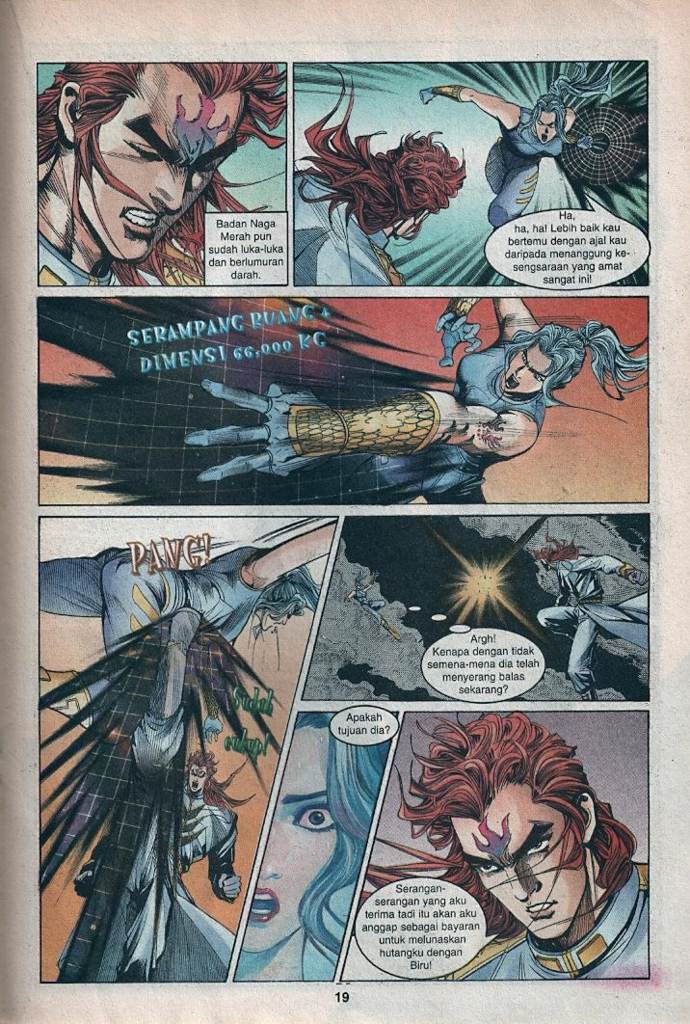 Badan Naga
Merah pun
sudah luka-luka
dan berlumuran
darah.
Ha,
ha, ha! Lebih baik kau
bertemu dengan ajal kau
daripada menanggung ke-
sengsaraan yang amat
sangat ini!
SERAMPANG RUANG +
DIMENSI 66,000 KG
PANG!
Sudah
cukup!
Argh!
Kenapa dengan tidak
semena-mena dia telah
menyerang balas
sekarang?
Apakah
tujuan dia?
Serangan-
serangan yang aku
terima tadi itu akan aku
anggap sebagai bayaran
untuk melunaskan
hutangku dengan
Biru!
19